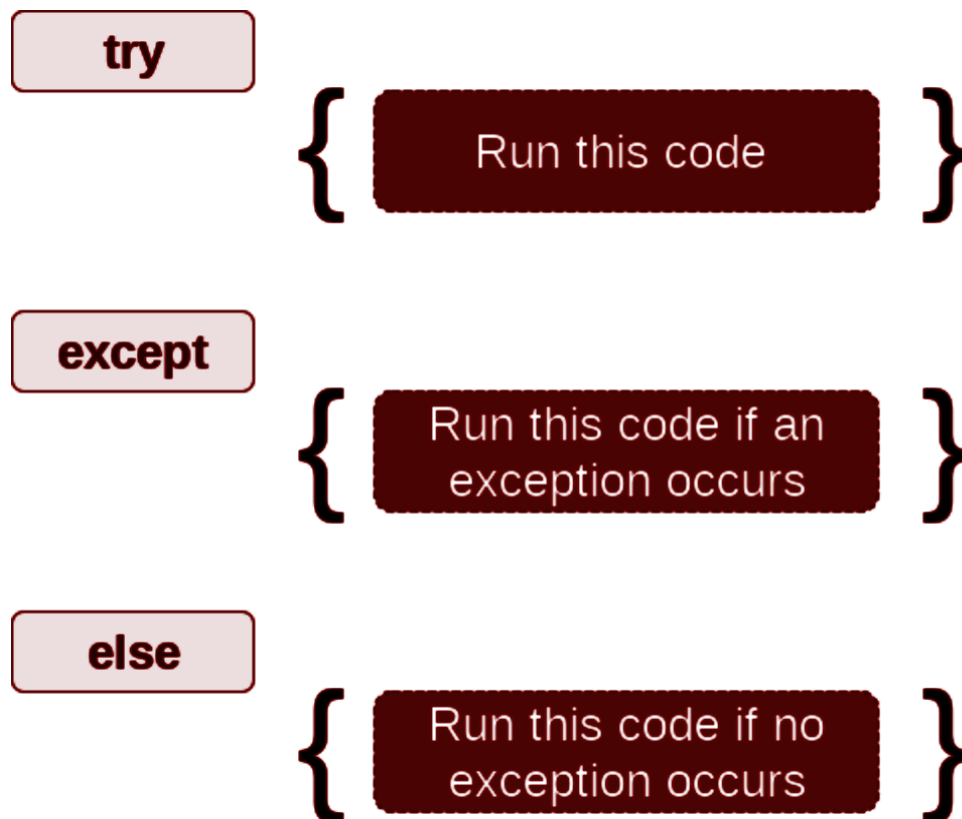 try
{ Run this code }
except
{ Run this code if an
exception occurs }
else
{ Run this code if no
exception occurs }